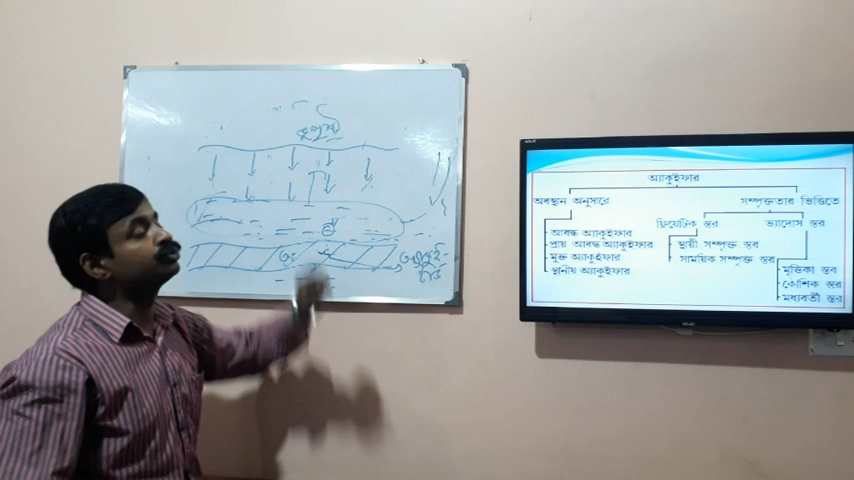 ভূপৃষ্ঠ
অ্যাকুইফার
অবস্থান অনুসারে
সম্পৃক্ততার ভিত্তিতে
আবদ্ধ অ্যাকুইফার
প্রায় আবদ্ধ অ্যাকুইফার
মুক্ত অ্যাকুইফার
স্থানীয় অ্যাকুইফার
ফ্রিয়েটিক স্তর
ভ্যাদোস স্তর
স্থায়ী সম্পৃক্ত স্তর
সাময়িক সম্পৃক্ত স্তর
মৃত্তিকা স্তর
কৌশিক স্তর
মধ্যবর্তী স্তর